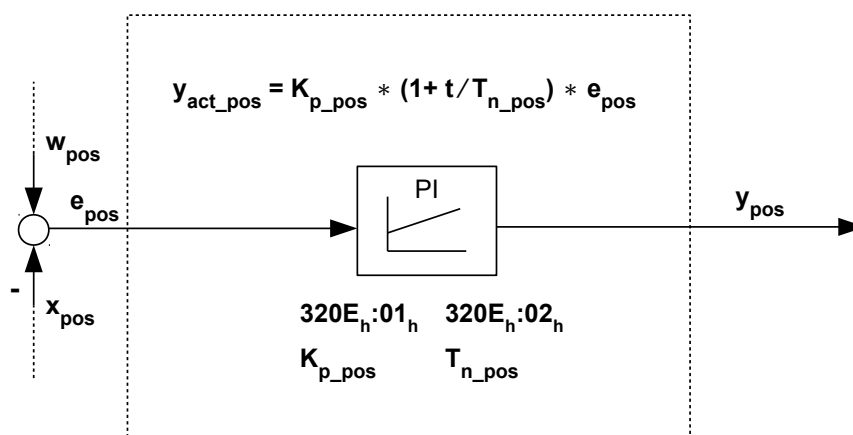 y_act_pos = K_p_pos * (1+ t/T_n_pos) * e_pos
w_pos
e_pos
PI
y_pos
-
x_pos
320E_h:01_h 320E_h:02_h
K_p_pos T_n_pos